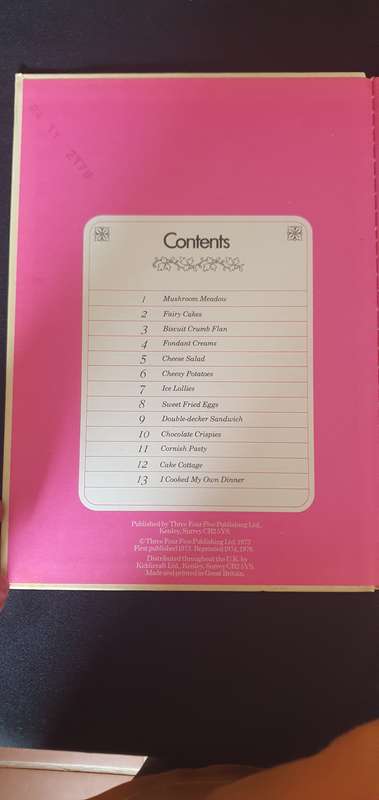 Contents
1 Mushroom Meadow
2 Fairy Cakes
3 Biscuit Crumb Flan
4 Fondant Creams
5 Cheese Salad
6 Cheesy Potatoes
7 Ice Lollies
8 Sweet Fried Eggs
9 Double-decker Sandwich
10 Chocolate Crispies
11 Cornish Pasty
12 Cake Cottage
13 I Cooked My Own Dinner
Published by Three Four Five Publishing Ltd.,
Kenley, Surrey CR2 5YS.
© Three Four Five Publishing Ltd. 1972
First published 1972. Reprinted 1974, 1976.
Distributed throughout the U.K. by
Kiddicraft Ltd., Kenley, Surrey CR2 5YS.
Made and printed in Great Britain.